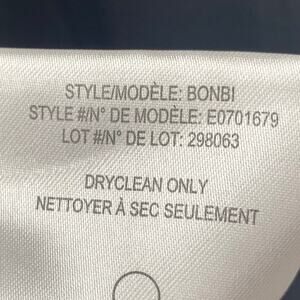 STYLE/MODÈLE: BONBI
STYLE #/N° DE MODÈLE: E0701679
LOT #/N° DE LOT: 298063
DRYCLEAN ONLY
NETTOYER À SEC SEULEMENT